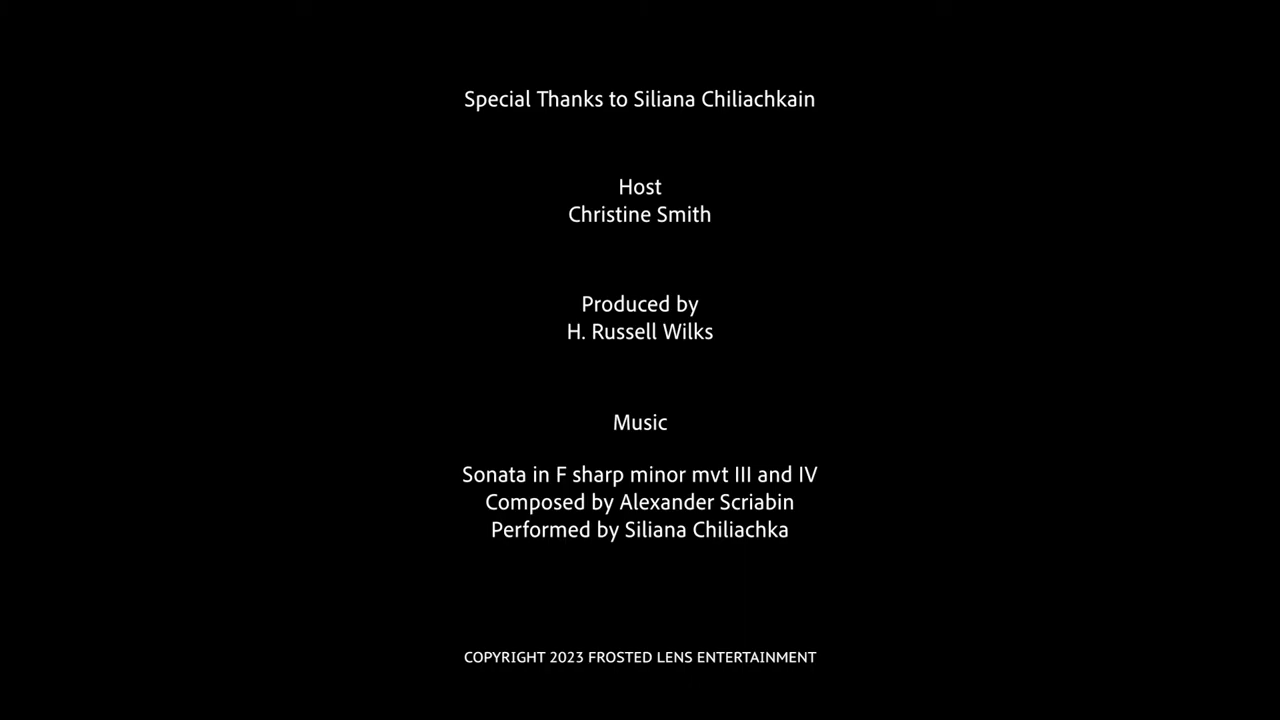 Special Thanks to Siliana Chiliachkain
Host
Christine Smith
Produced by
H. Russell Wilks
Music
Sonata in F sharp minor mvt III and IV
Composed by Alexander Scriabin
Performed by Siliana Chiliachka
COPYRIGHT 2023 FROSTED LENS ENTERTAINMENT